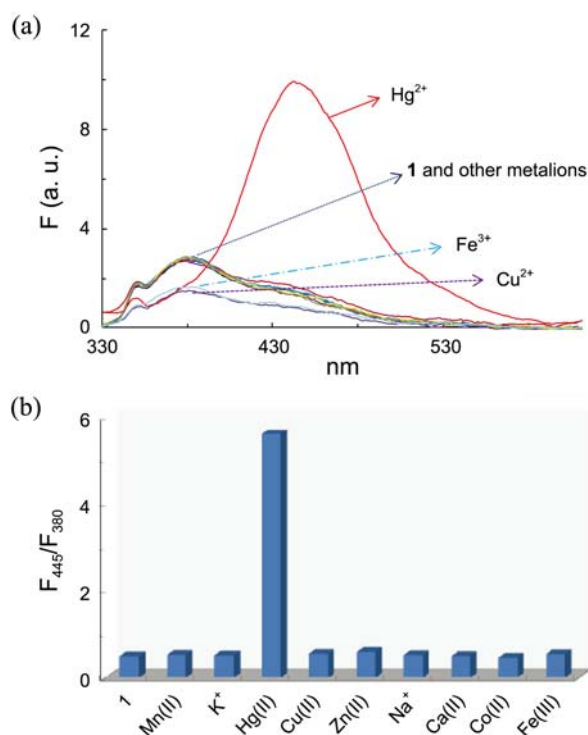 (a)
12
Hg²⁺
8
1 and other metalions
F (a. u.)
4
Fe³⁺
Cu²⁺
0
330 430 530
nm
(b)
6
4
F₄₄₅/F₃₈₀
2
0
1 Mn(II) K⁺ Hg(II) Cu(II) Zn(II) Na⁺ Ca(II) Co(II) Fe(II)